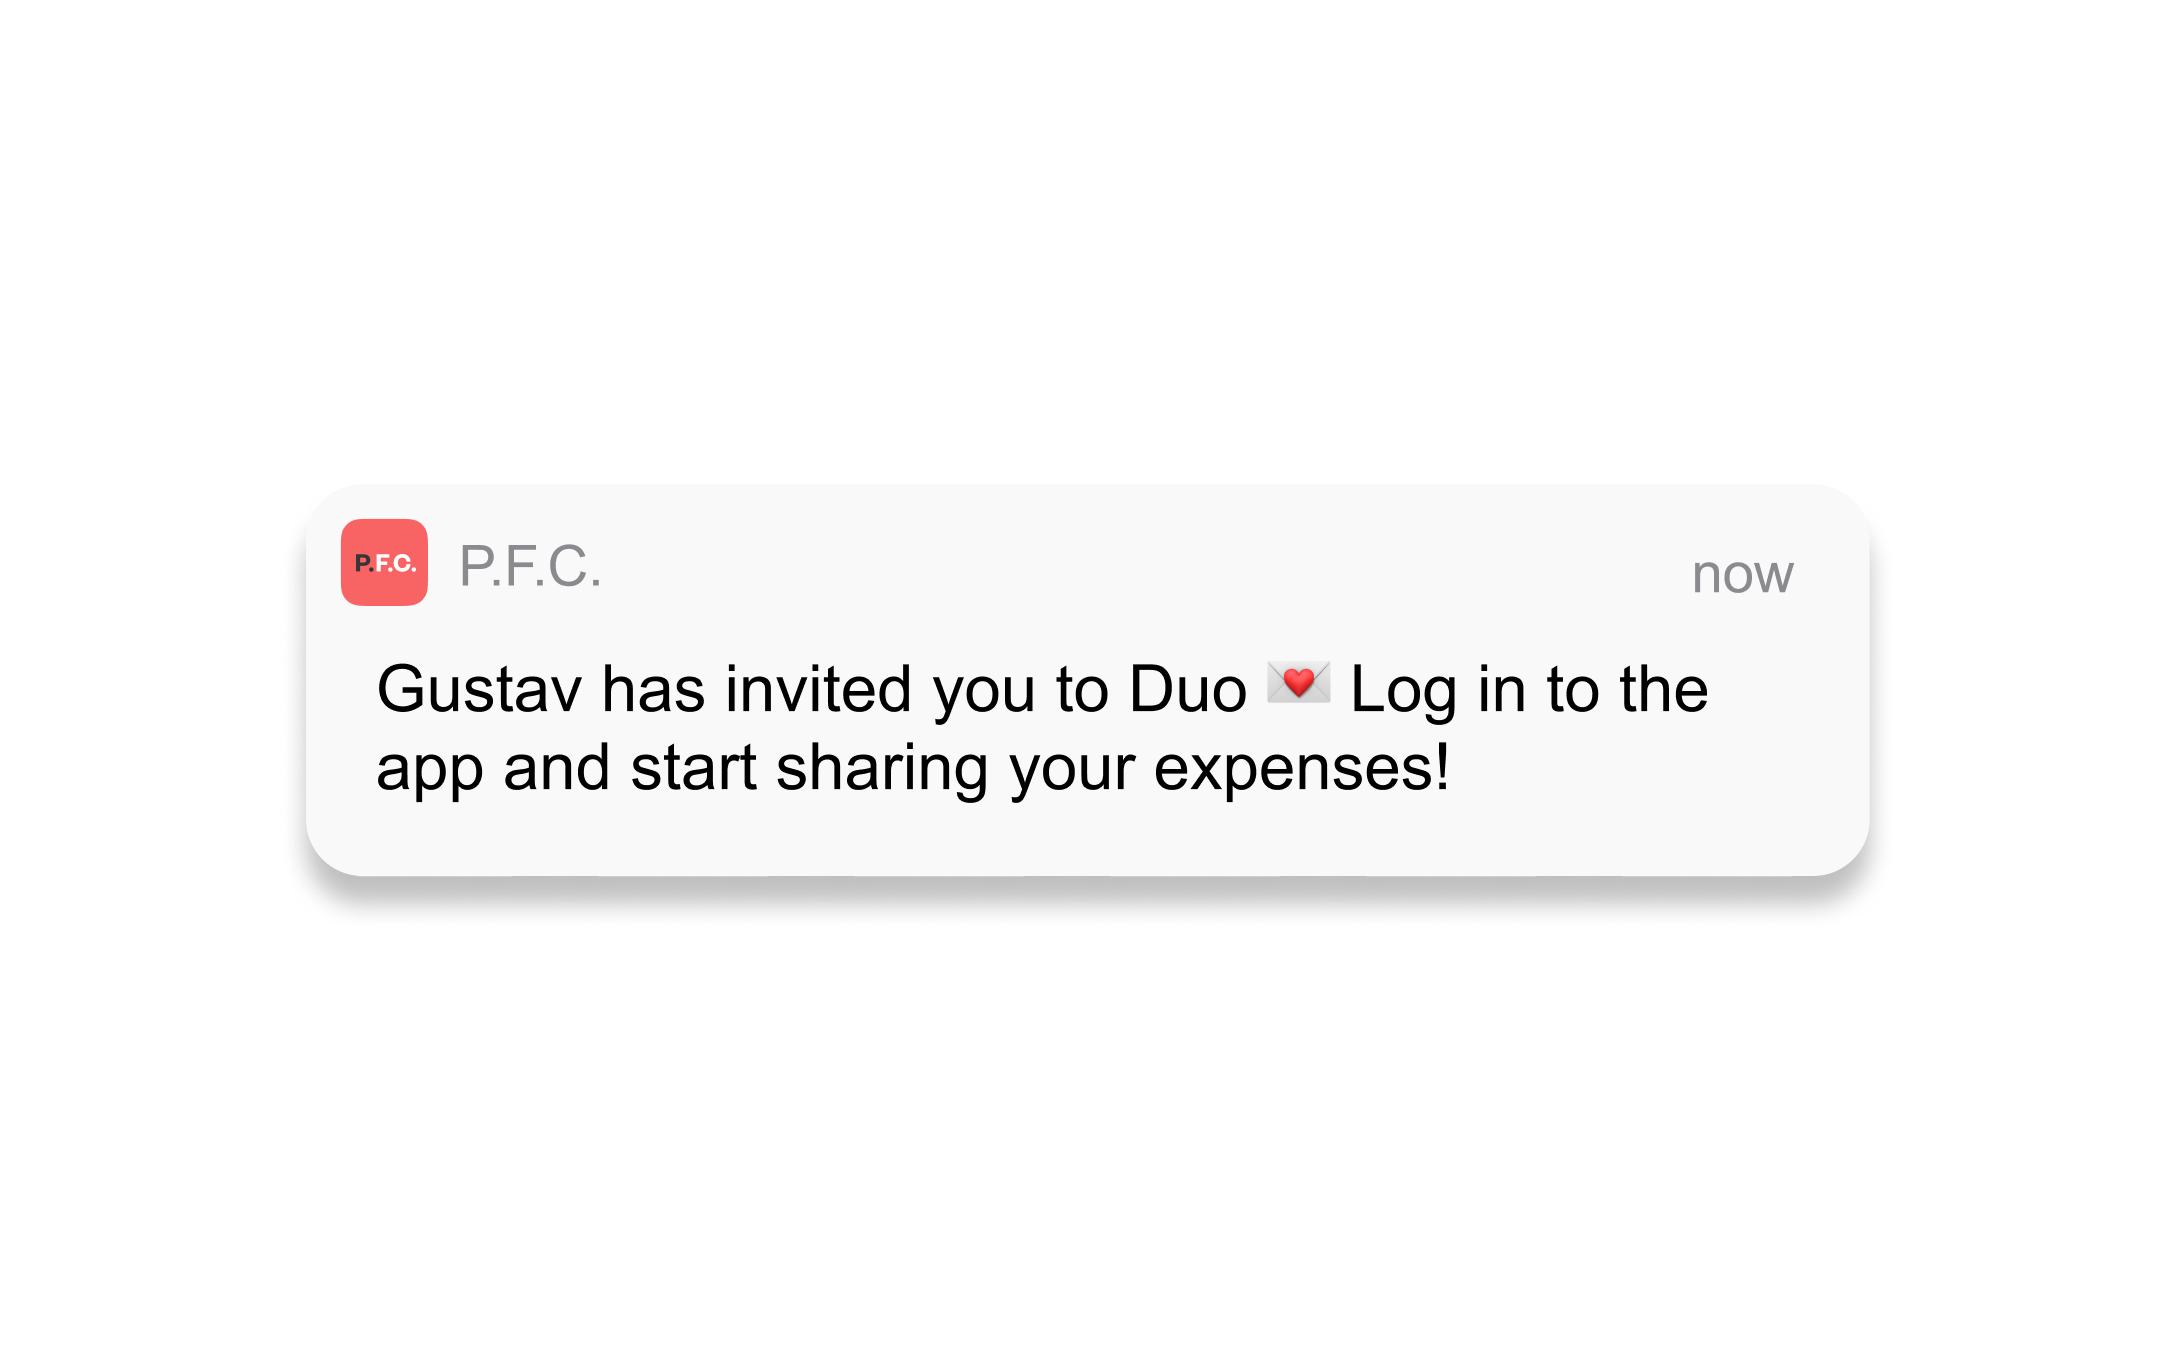 P.F.C.
P.F.C.
now
Gustav has invited you to Duo 💌 Log in to the
app and start sharing your expenses!